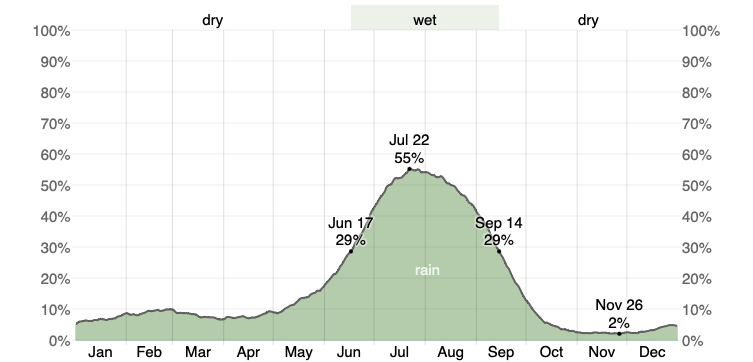 dry wet dry
100% 100%
90% 90%
80% 80%
70% 70%
Jul 22
60% 60%
55%
50% 50%
40% 40%
Jun 17 Sep 14
29% 29%
30% 30%
rain
20% 20%
Nov 26
10% 10%
2%
0% 0%
Jan Feb Mar Apr May Jun Jul Aug Sep Oct Nov Dec